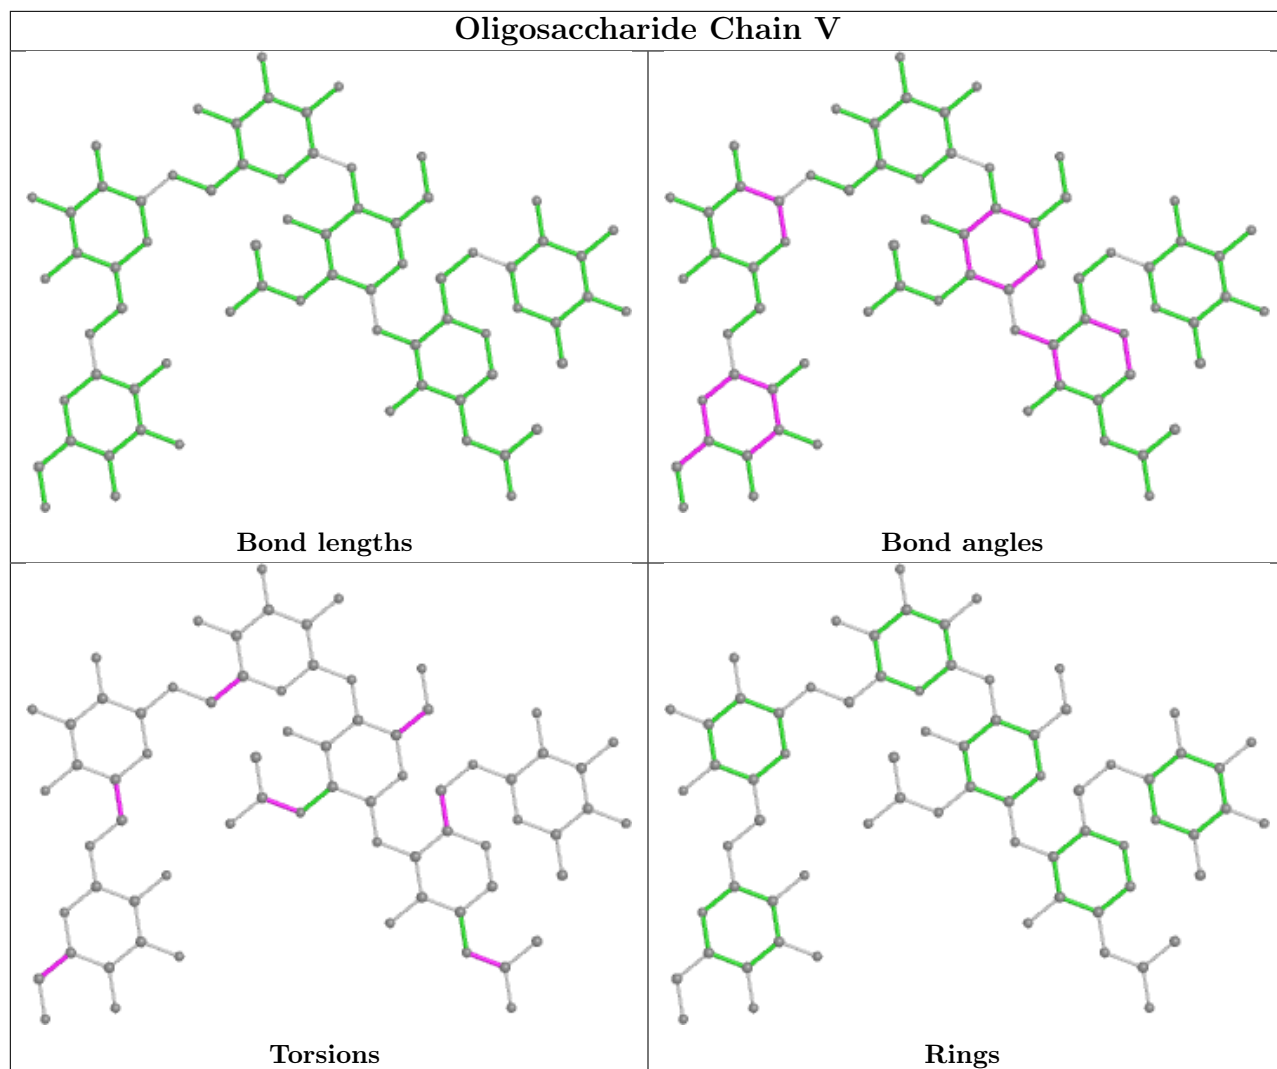 Oligosaccharide Chain V
Bond lengths
Bond angles
Torsions
Rings